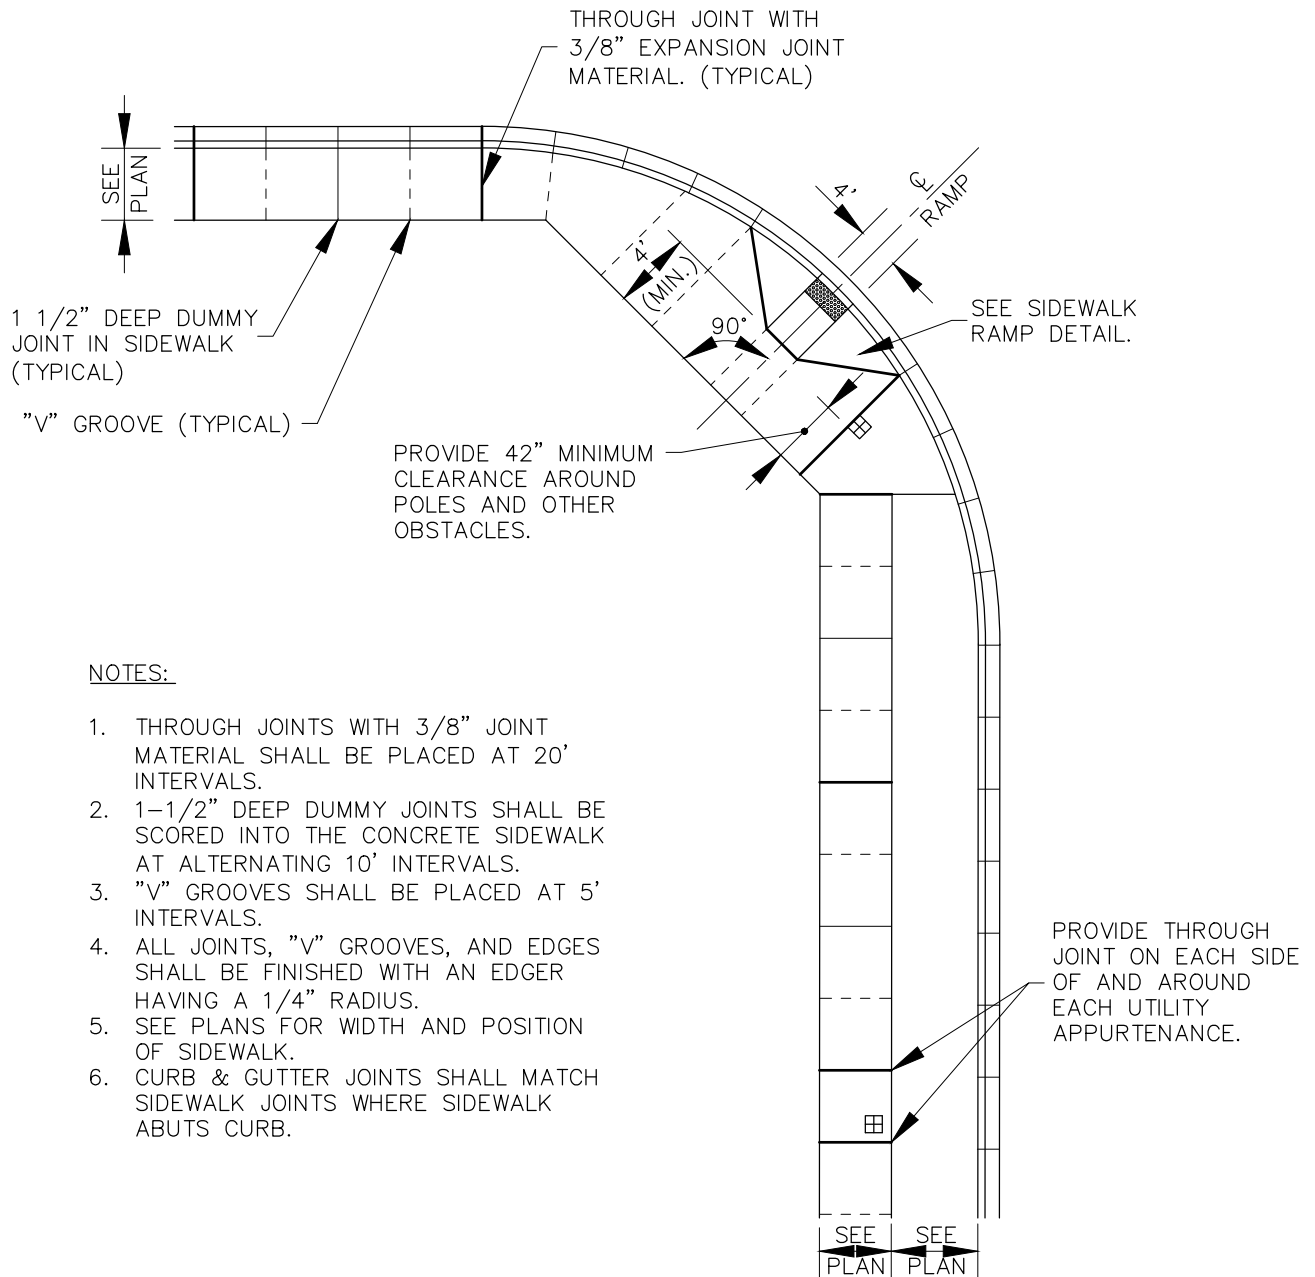 THROUGH JOINT WITH
3/8" EXPANSION JOINT
MATERIAL. (TYPICAL)
SEE
PLAN
4'
℄
RAMP
4'
(MIN.)
90°
1 1/2" DEEP DUMMY
JOINT IN SIDEWALK
(TYPICAL)
"V" GROOVE (TYPICAL)
SEE SIDEWALK
RAMP DETAIL.
PROVIDE 42" MINIMUM
CLEARANCE AROUND
POLES AND OTHER
OBSTACLES.
NOTES:
1. THROUGH JOINTS WITH 3/8" JOINT
MATERIAL SHALL BE PLACED AT 20'
INTERVALS.
2. 1-1/2" DEEP DUMMY JOINTS SHALL BE
SCORED INTO THE CONCRETE SIDEWALK
AT ALTERNATING 10' INTERVALS.
3. "V" GROOVES SHALL BE PLACED AT 5'
INTERVALS.
4. ALL JOINTS, "V" GROOVES, AND EDGES
SHALL BE FINISHED WITH AN EDGER
HAVING A 1/4" RADIUS.
5. SEE PLANS FOR WIDTH AND POSITION
OF SIDEWALK.
6. CURB & GUTTER JOINTS SHALL MATCH
SIDEWALK JOINTS WHERE SIDEWALK
ABUTS CURB.
PROVIDE THROUGH
JOINT ON EACH SIDE
OF AND AROUND
EACH UTILITY
APPURTENANCE.
SEE
PLAN
SEE
PLAN